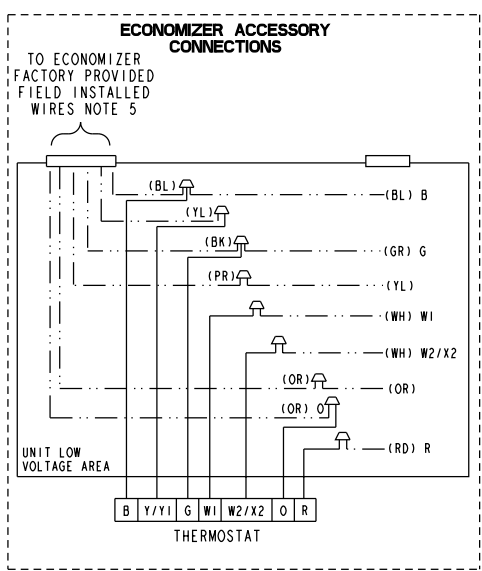 ECONOMIZER ACCESSORY
CONNECTIONS
TO ECONOMIZER
FACTORY PROVIDED
FIELD INSTALLED
WIRES NOTE 5
(BL)
(BL) B
(YL)
(BK)
(GR) G
(PR)
(YL)
(WH) W1
(WH) W2/X2
(OR)
(OR)
(OR) O
(RD) R
UNIT LOW
VOLTAGE AREA
B Y/Y1 G W1 W2/X2 O R
THERMOSTAT